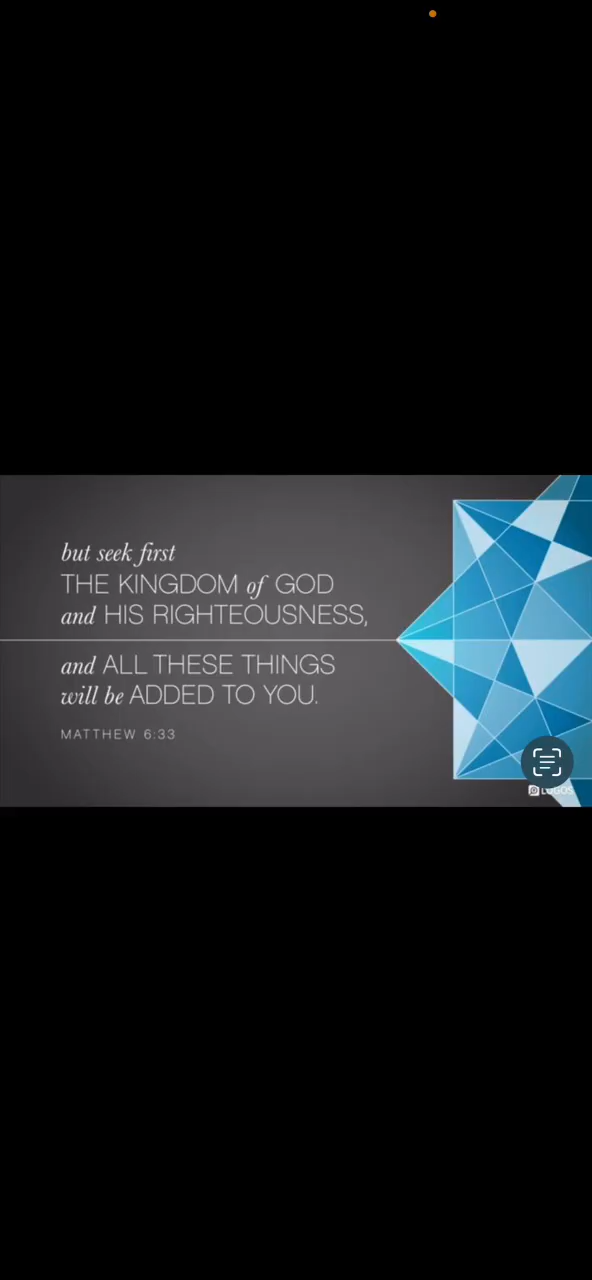 but seek first
THE KINGDOM of GOD
and HIS RIGHTEOUSNESS,
and ALL THESE THINGS
will be ADDED TO YOU.
MATTHEW 6:33
LOGOS